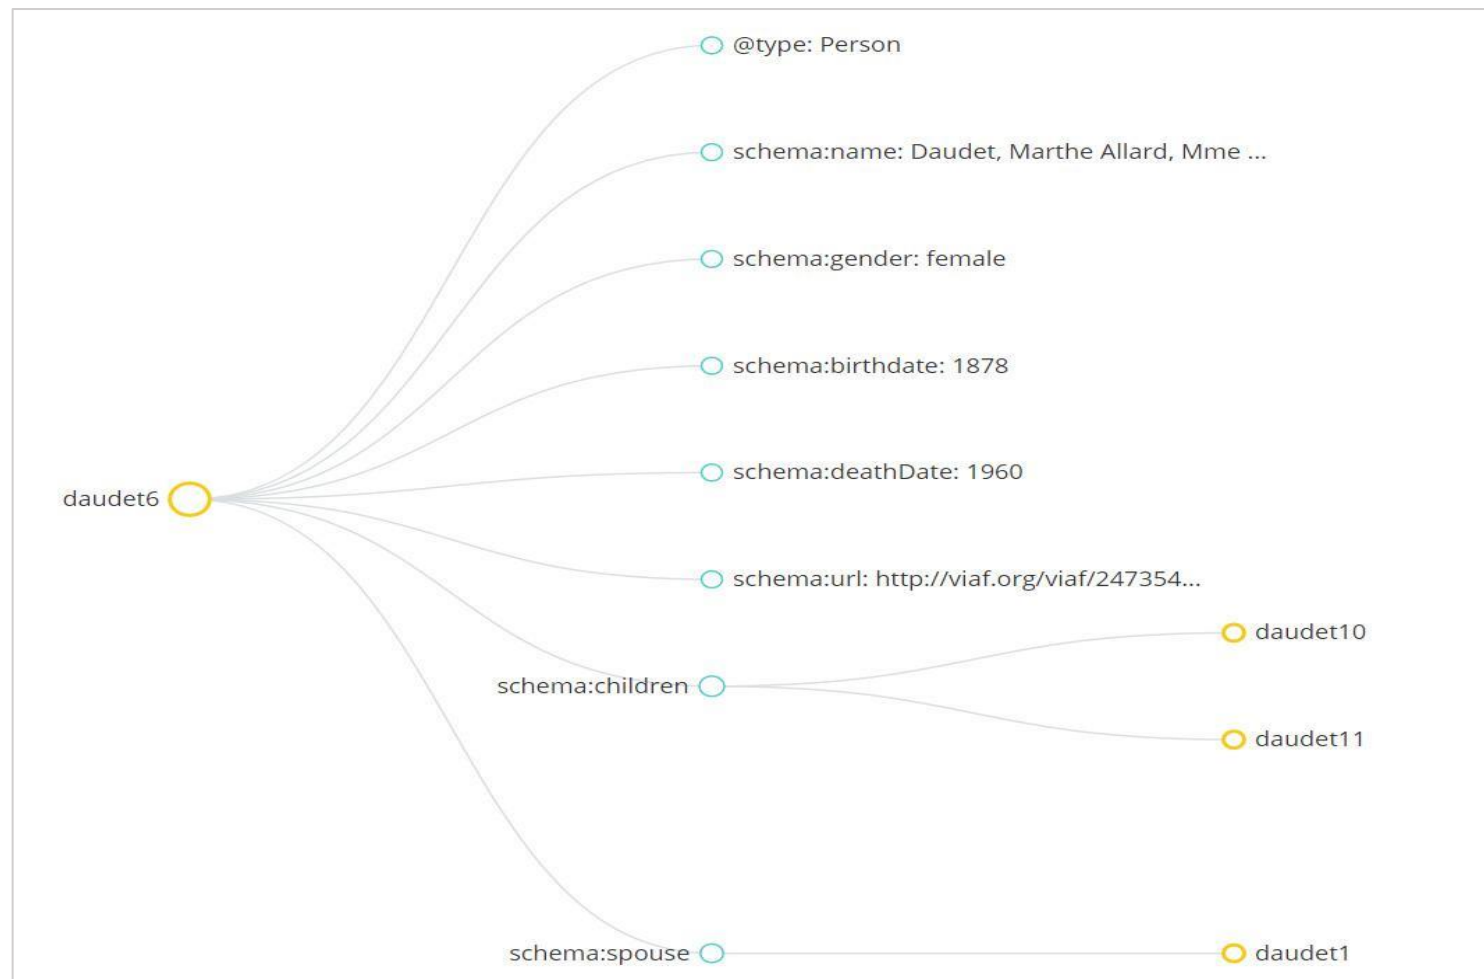 @type: Person
schema:name: Daudet, Marthe Allard, Mme ...
schema:gender: female
schema:birthdate: 1878
schema:deathDate: 1960
daudet6
schema:url: http://viaf.org/viaf/247354...
daudet10
schema:children
daudet11
schema:spouse
daudet1